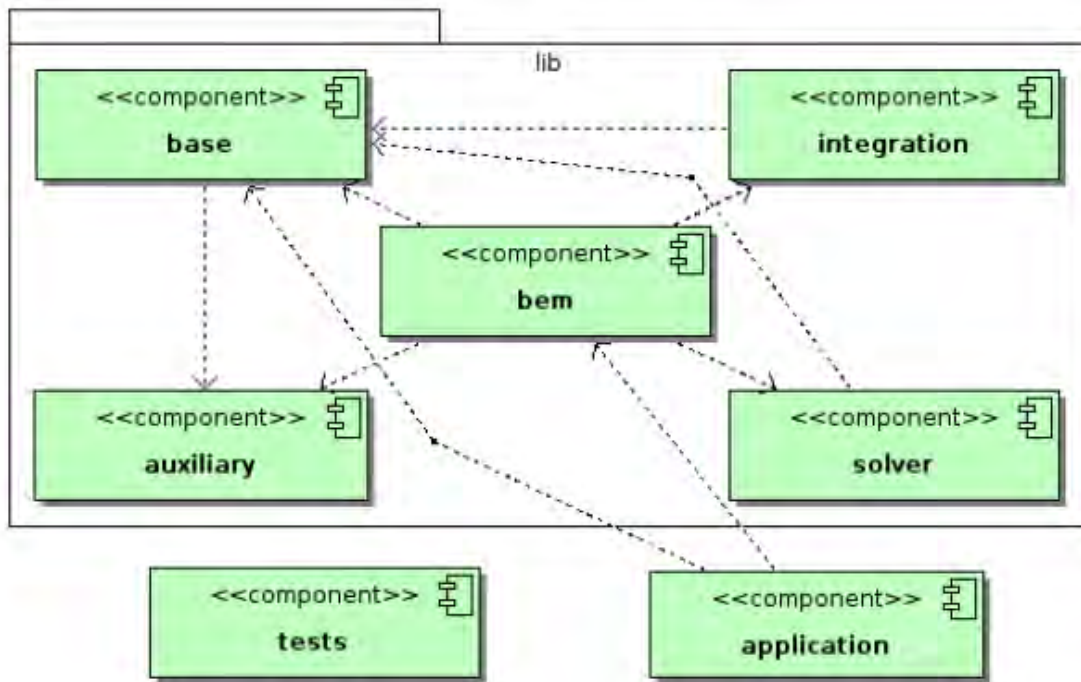 lib
<<component>>
base
<<component>>
integration
<<component>>
bem
<<component>>
auxiliary
<<component>>
solver
<<component>>
tests
<<component>>
application